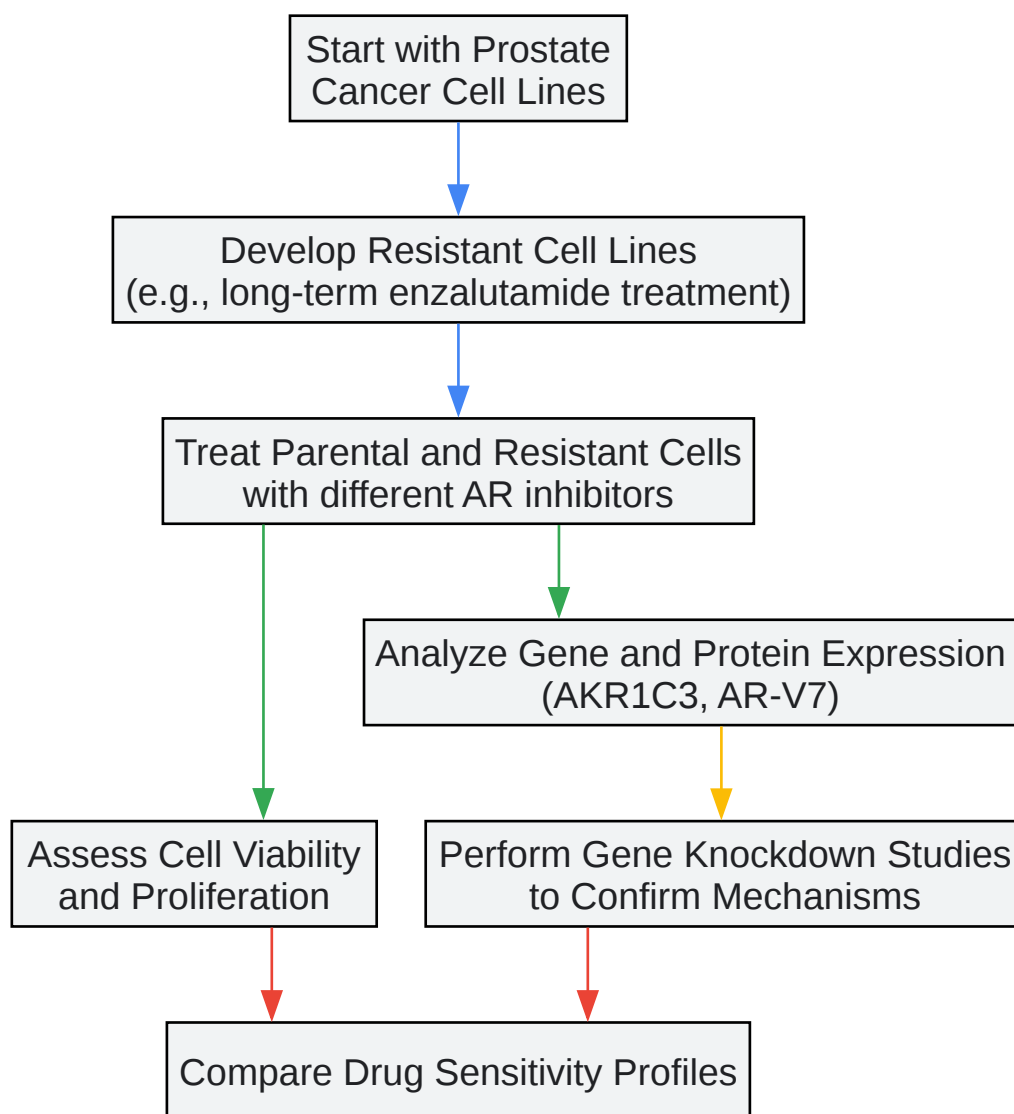 Start with Prostate
Cancer Cell Lines
Develop Resistant Cell Lines
(e.g., long-term enzalutamide treatment)
Treat Parental and Resistant Cells
with different AR inhibitors
Analyze Gene and Protein Expression
(AKR1C3, AR-V7)
Assess Cell Viability
and Proliferation
Perform Gene Knockdown Studies
to Confirm Mechanisms
Compare Drug Sensitivity Profiles